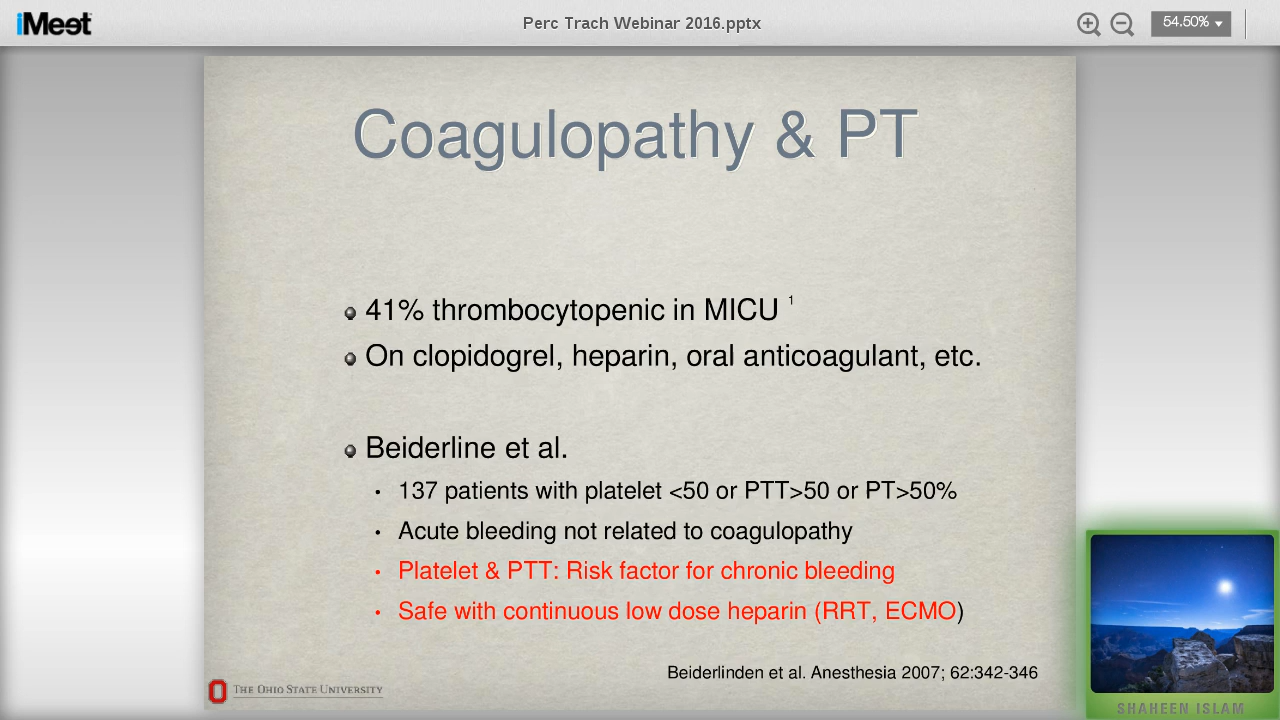 iMeet
Perc Trach Webinar 2016.pptx
54.50%
Coagulopathy & PT
41% thrombocytopenic in MICU 1
On clopidogrel, heparin, oral anticoagulant, etc.
Beiderline et al.
137 patients with platelet <50 or PTT>50 or PT>50%
Acute bleeding not related to coagulopathy
Platelet & PTT: Risk factor for chronic bleeding
Safe with continuous low dose heparin (RRT, ECMO)
Beiderlinden et al. Anesthesia 2007; 62:342-346
THE OHIO STATE UNIVERSITY
SHAHEEN ISLAM